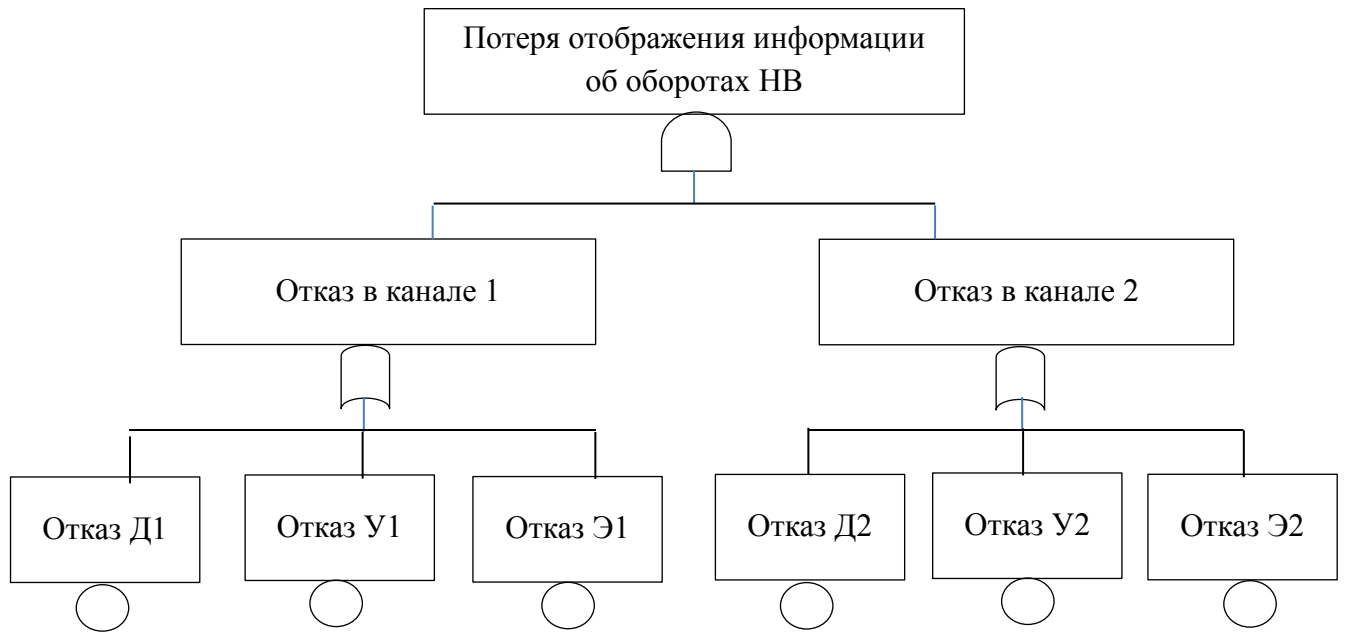 Потеря отображения информации
об оборотах НВ
Отказ в канале 1
Отказ в канале 2
Отказ Д1
Отказ У1
Отказ Э1
Отказ Д2
Отказ У2
Отказ Э2